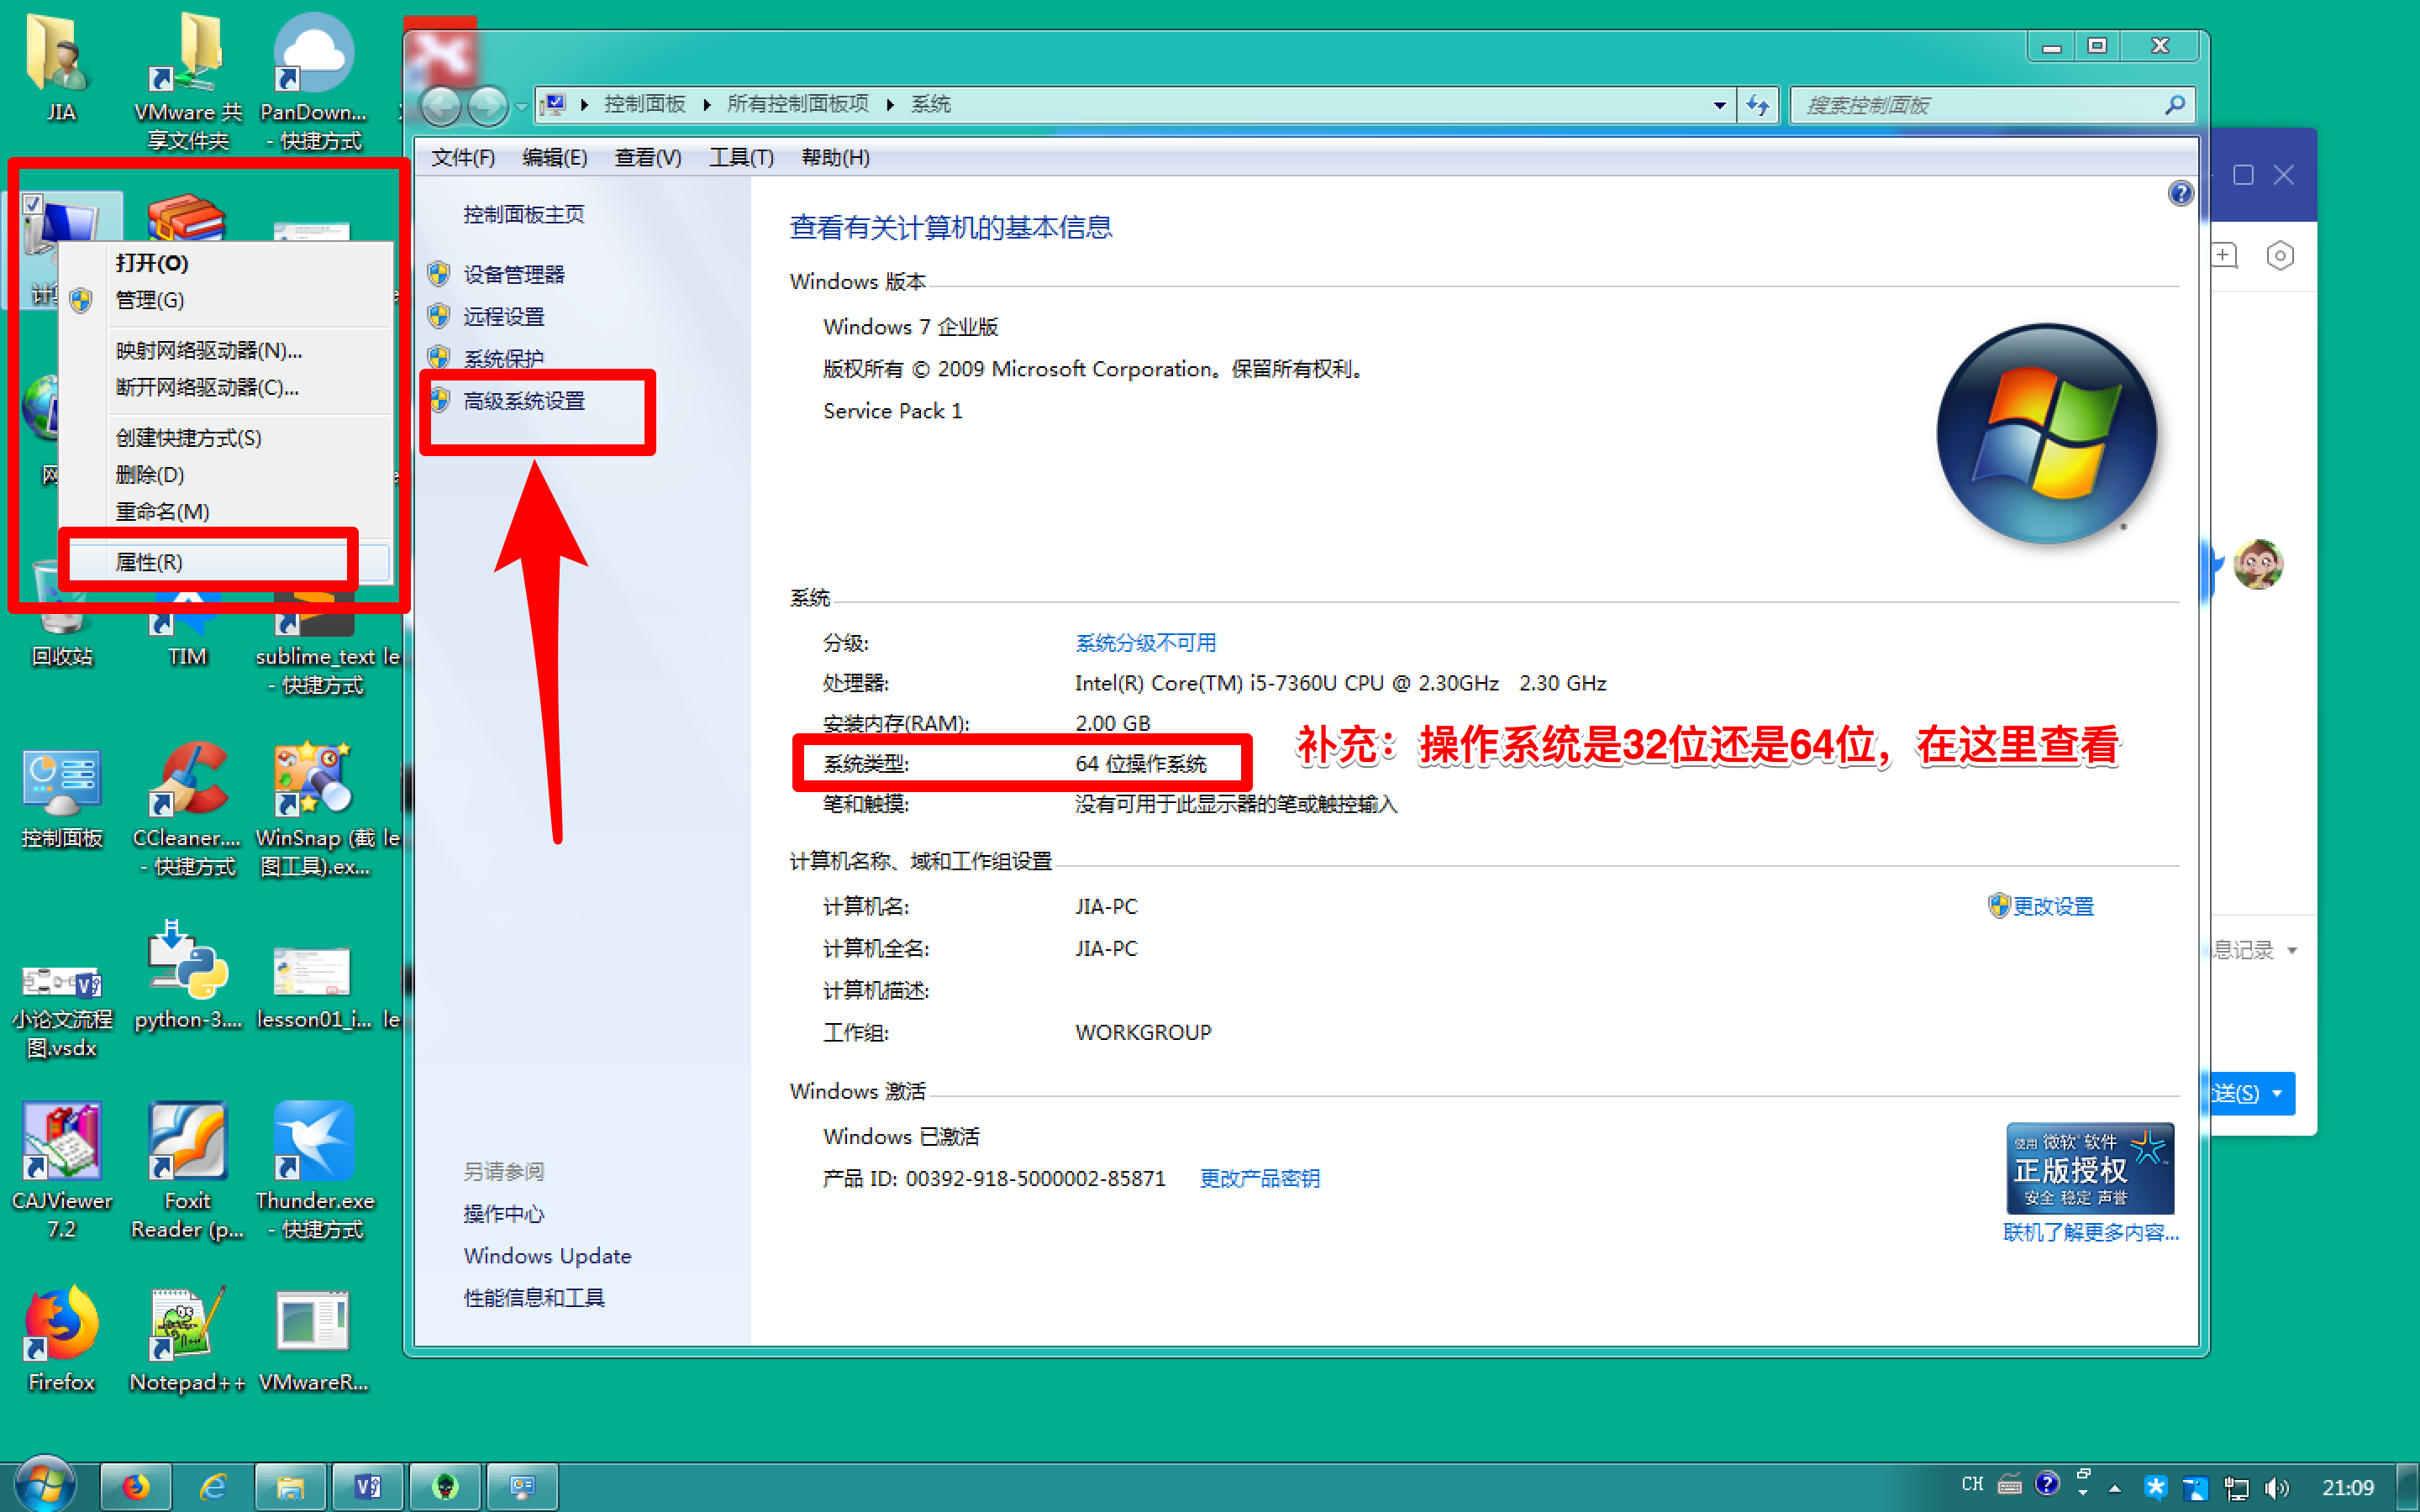 JIA
VMware 共
享文件夹
PanDown...
- 快捷方式
打开(O)
管理(G)
映射网络驱动器(N)...
断开网络驱动器(C)...
创建快捷方式(S)
删除(D)
重命名(M)
属性(R)
回收站
TIM
sublime_text
- 快捷方式
le
控制面板
CCleaner....
- 快捷方式
WinSnap (截
图工具).ex...
le
小论文流程
图.vsdx
python-3....
lesson01_i...
le
CAJViewer
7.2
Foxit
Reader (p...
Thunder.exe
- 快捷方式
Firefox
Notepad++
VMwareR...
控制面板
所有控制面板项
系统
搜索控制面板
文件(F)
编辑(E)
查看(V)
工具(T)
帮助(H)
控制面板主页
设备管理器
远程设置
系统保护
高级系统设置
另请参阅
操作中心
Windows Update
性能信息和工具
查看有关计算机的基本信息
Windows 版本
Windows 7 企业版
版权所有 © 2009 Microsoft Corporation。保留所有权利。
Service Pack 1
系统
分级: 系统分级不可用
处理器: Intel(R) Core(TM) i5-7360U CPU @ 2.30GHz 2.30 GHz
安装内存(RAM): 2.00 GB
系统类型: 64 位操作系统
补充：操作系统是32位还是64位，在这里查看
笔和触摸: 没有可用于此显示器的笔或触控输入
计算机名称、域和工作组设置
计算机名: JIA-PC
更改设置
计算机全名: JIA-PC
计算机描述:
工作组: WORKGROUP
Windows 激活
Windows 已激活
产品 ID: 00392-918-5000002-85871 更改产品密钥
使用 微软 软件
正版授权
安全 稳定 声誉
联机了解更多内容...
息记录
送(S)
CH
21:09